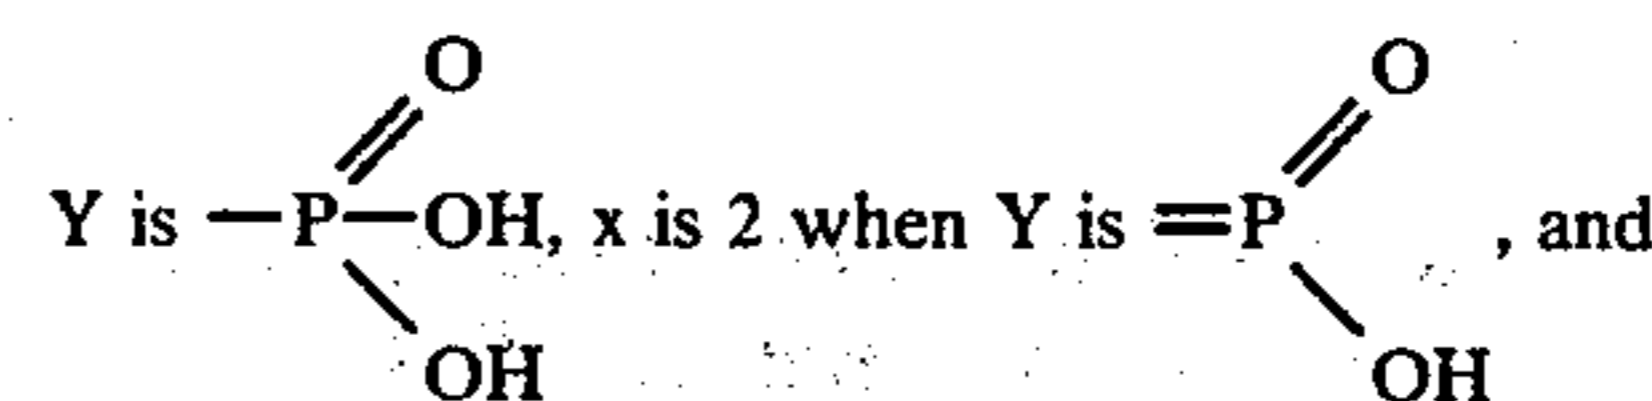 O O
Y is —P—OH, x is 2 when Y is =P , and
OH OH